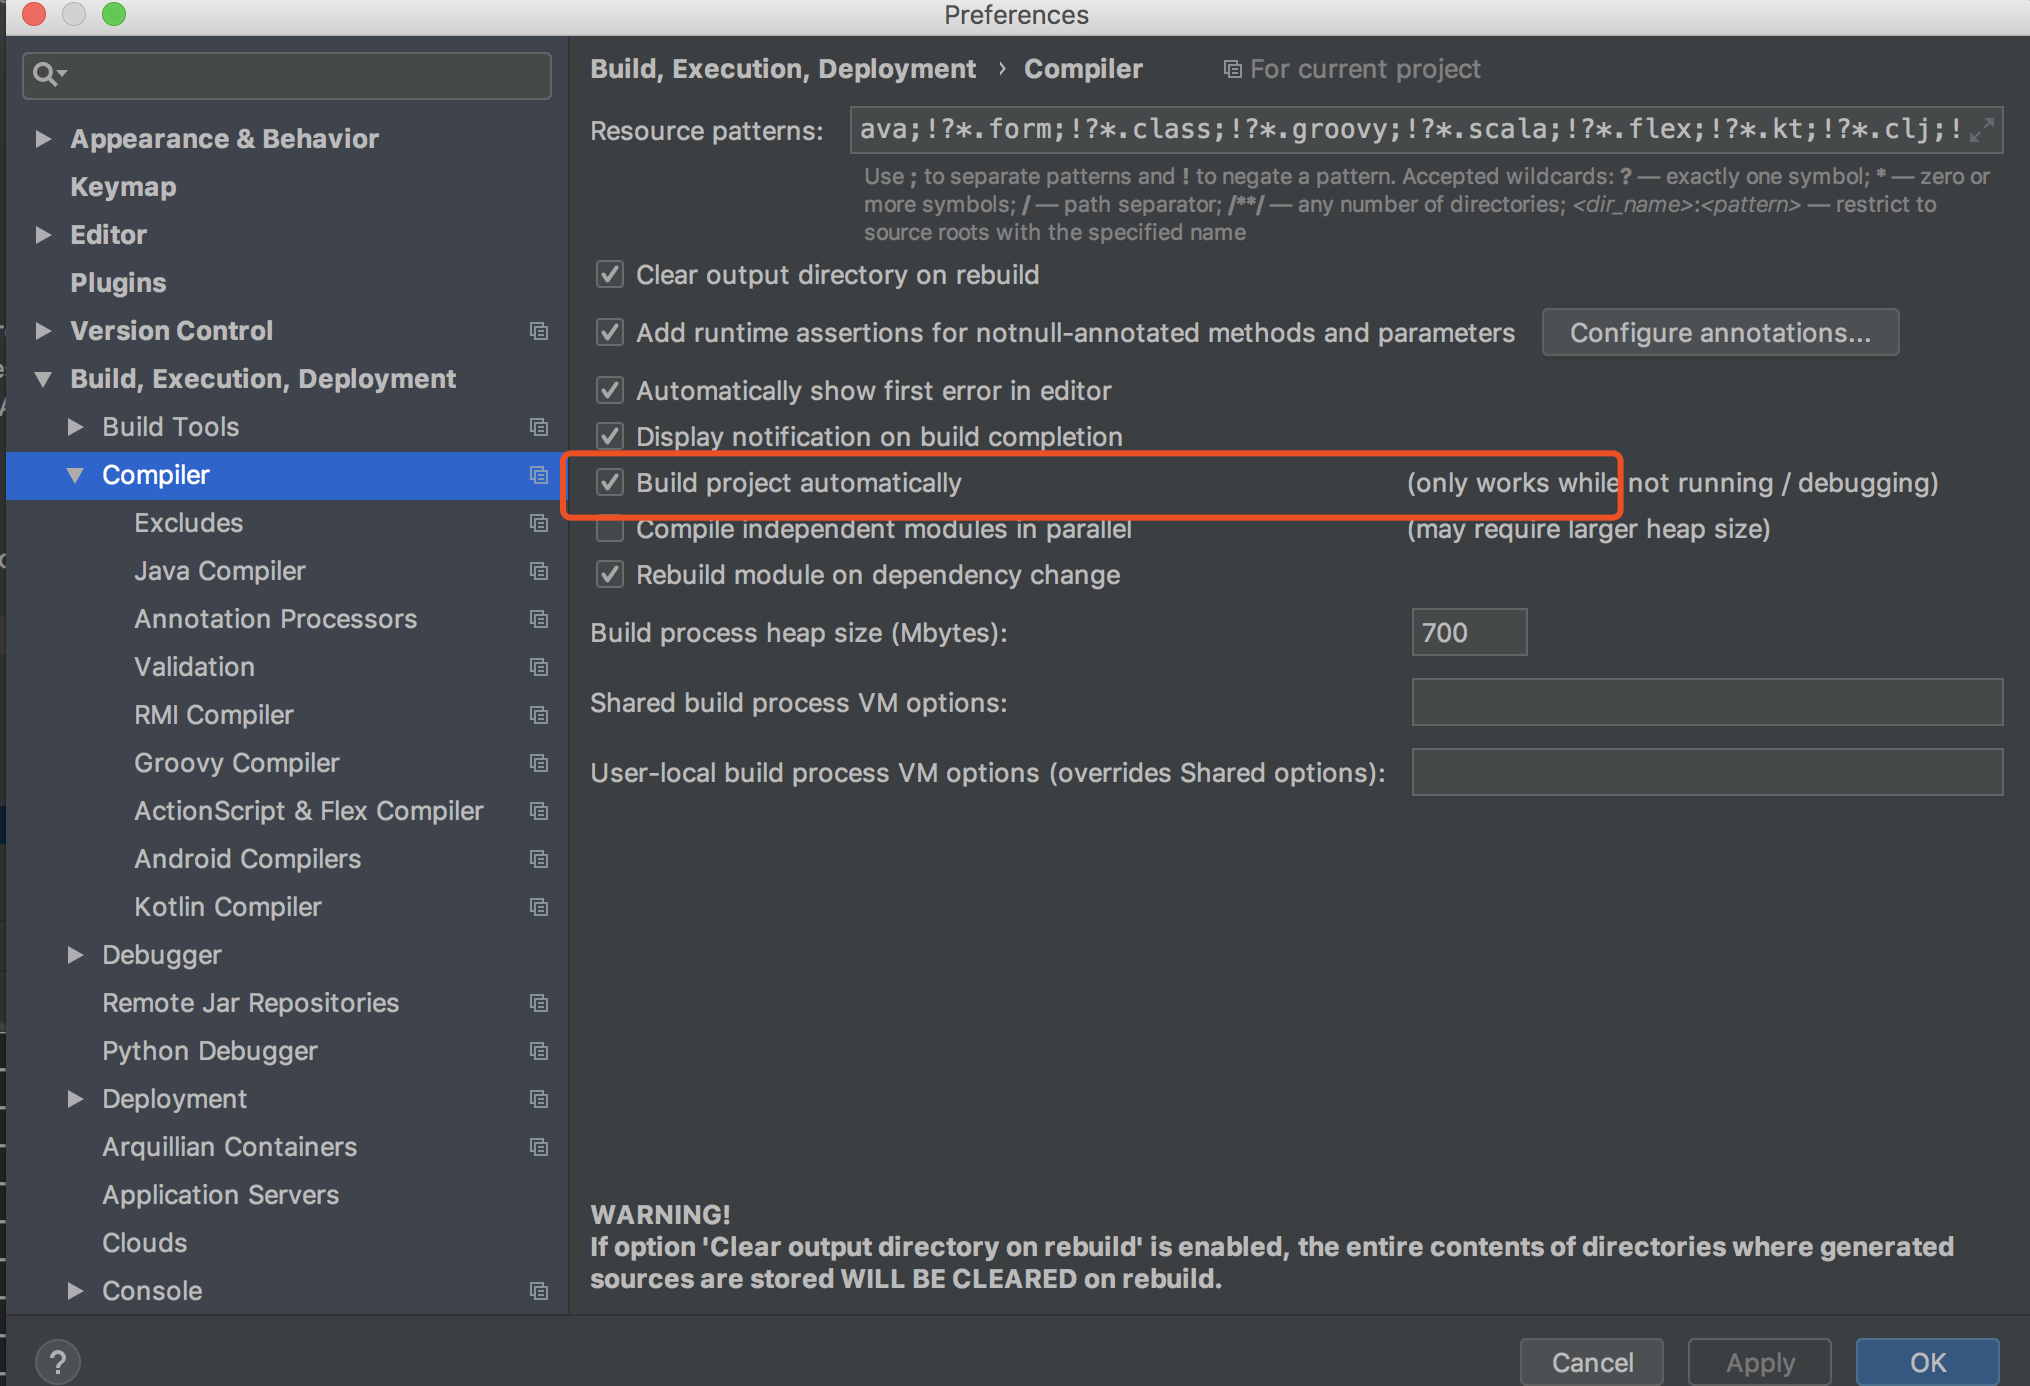 Preferences
Appearance & Behavior
Keymap
Editor
Plugins
Version Control
Build, Execution, Deployment
Build Tools
Compiler
Excludes
Java Compiler
Annotation Processors
Validation
RMI Compiler
Groovy Compiler
ActionScript & Flex Compiler
Android Compilers
Kotlin Compiler
Debugger
Remote Jar Repositories
Python Debugger
Deployment
Arquillian Containers
Application Servers
Clouds
Console
Build, Execution, Deployment › Compiler For current project
Resource patterns: ava;!?*.form;!?*.class;!?*.groovy;!?*.scala;!?*.flex;!?*.kt;!?*.clj;!
Use ; to separate patterns and ! to negate a pattern. Accepted wildcards: ? — exactly one symbol; * — zero or
more symbols; / — path separator; /**/ — any number of directories; <dir_name>:<pattern> — restrict to
source roots with the specified name
Clear output directory on rebuild
Add runtime assertions for notnull-annotated methods and parameters Configure annotations...
Automatically show first error in editor
Display notification on build completion
Build project automatically (only works while not running / debugging)
Compile independent modules in parallel (may require larger heap size)
Rebuild module on dependency change
Build process heap size (Mbytes): 700
Shared build process VM options:
User-local build process VM options (overrides Shared options):
WARNING!
If option 'Clear output directory on rebuild' is enabled, the entire contents of directories where generated
sources are stored WILL BE CLEARED on rebuild.
? Cancel Apply OK